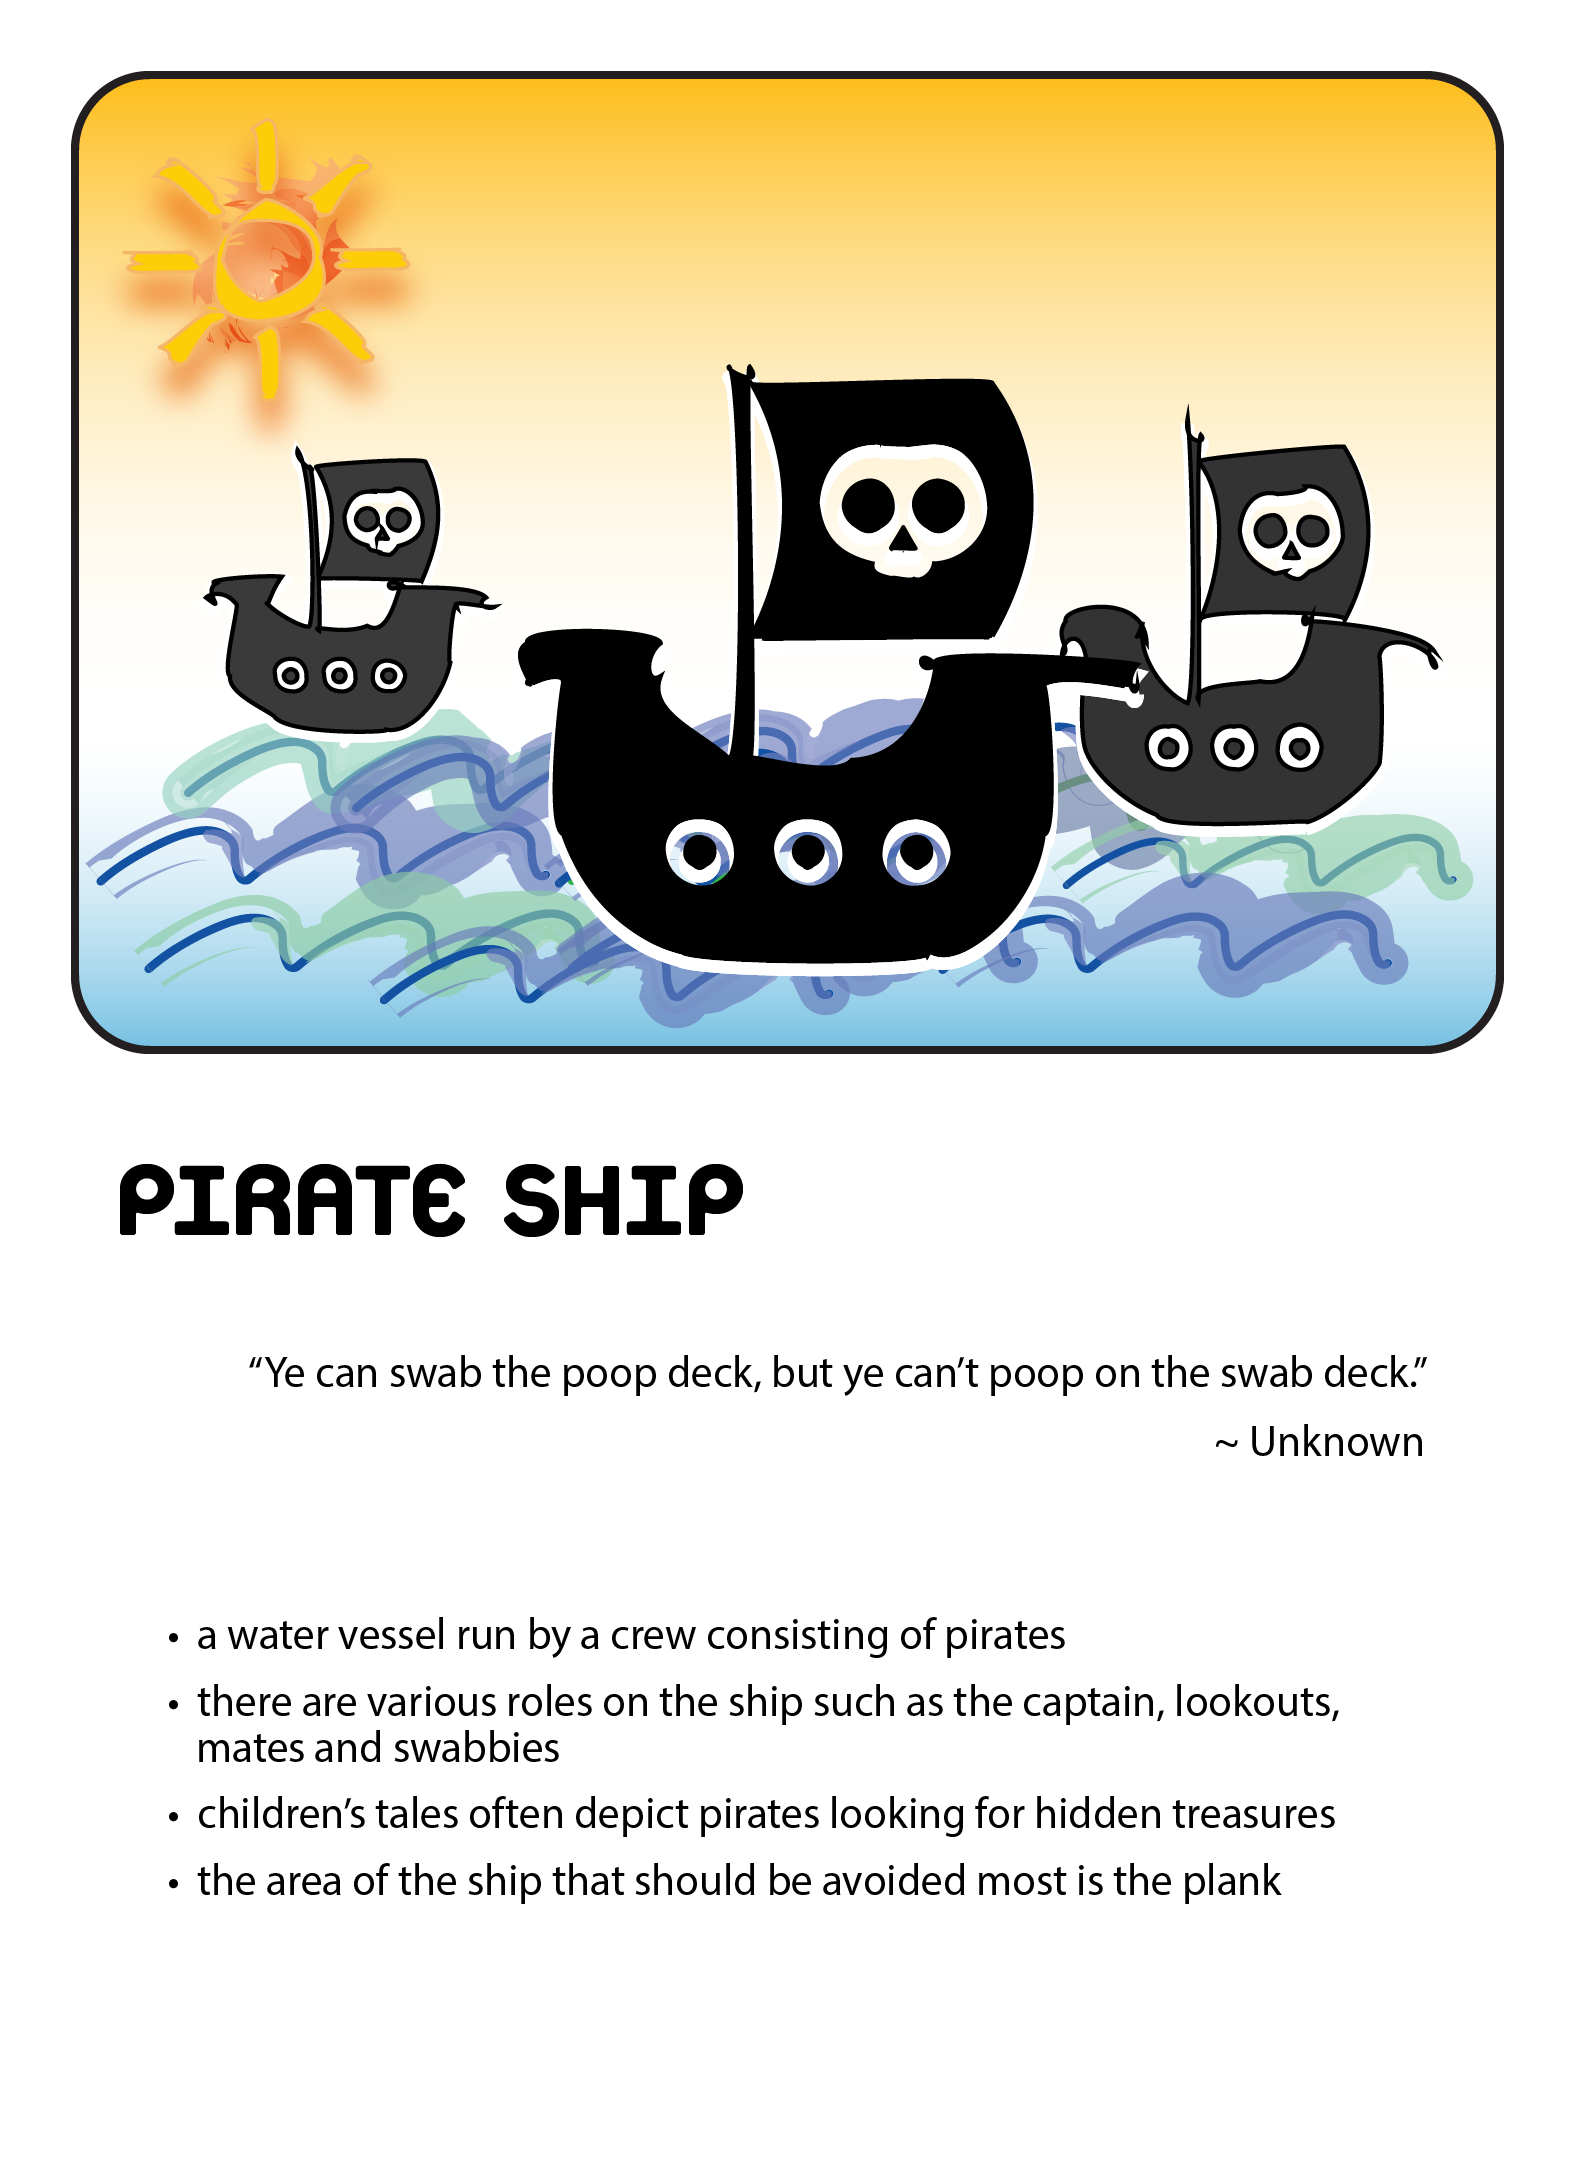 PIRATE SHIP
“Ye can swab the poop deck, but ye can’t poop on the swab deck.”
~ Unknown
• a water vessel run by a crew consisting of pirates
• there are various roles on the ship such as the captain, lookouts,
mates and swabbies
• children’s tales often depict pirates looking for hidden treasures
• the area of the ship that should be avoided most is the plank